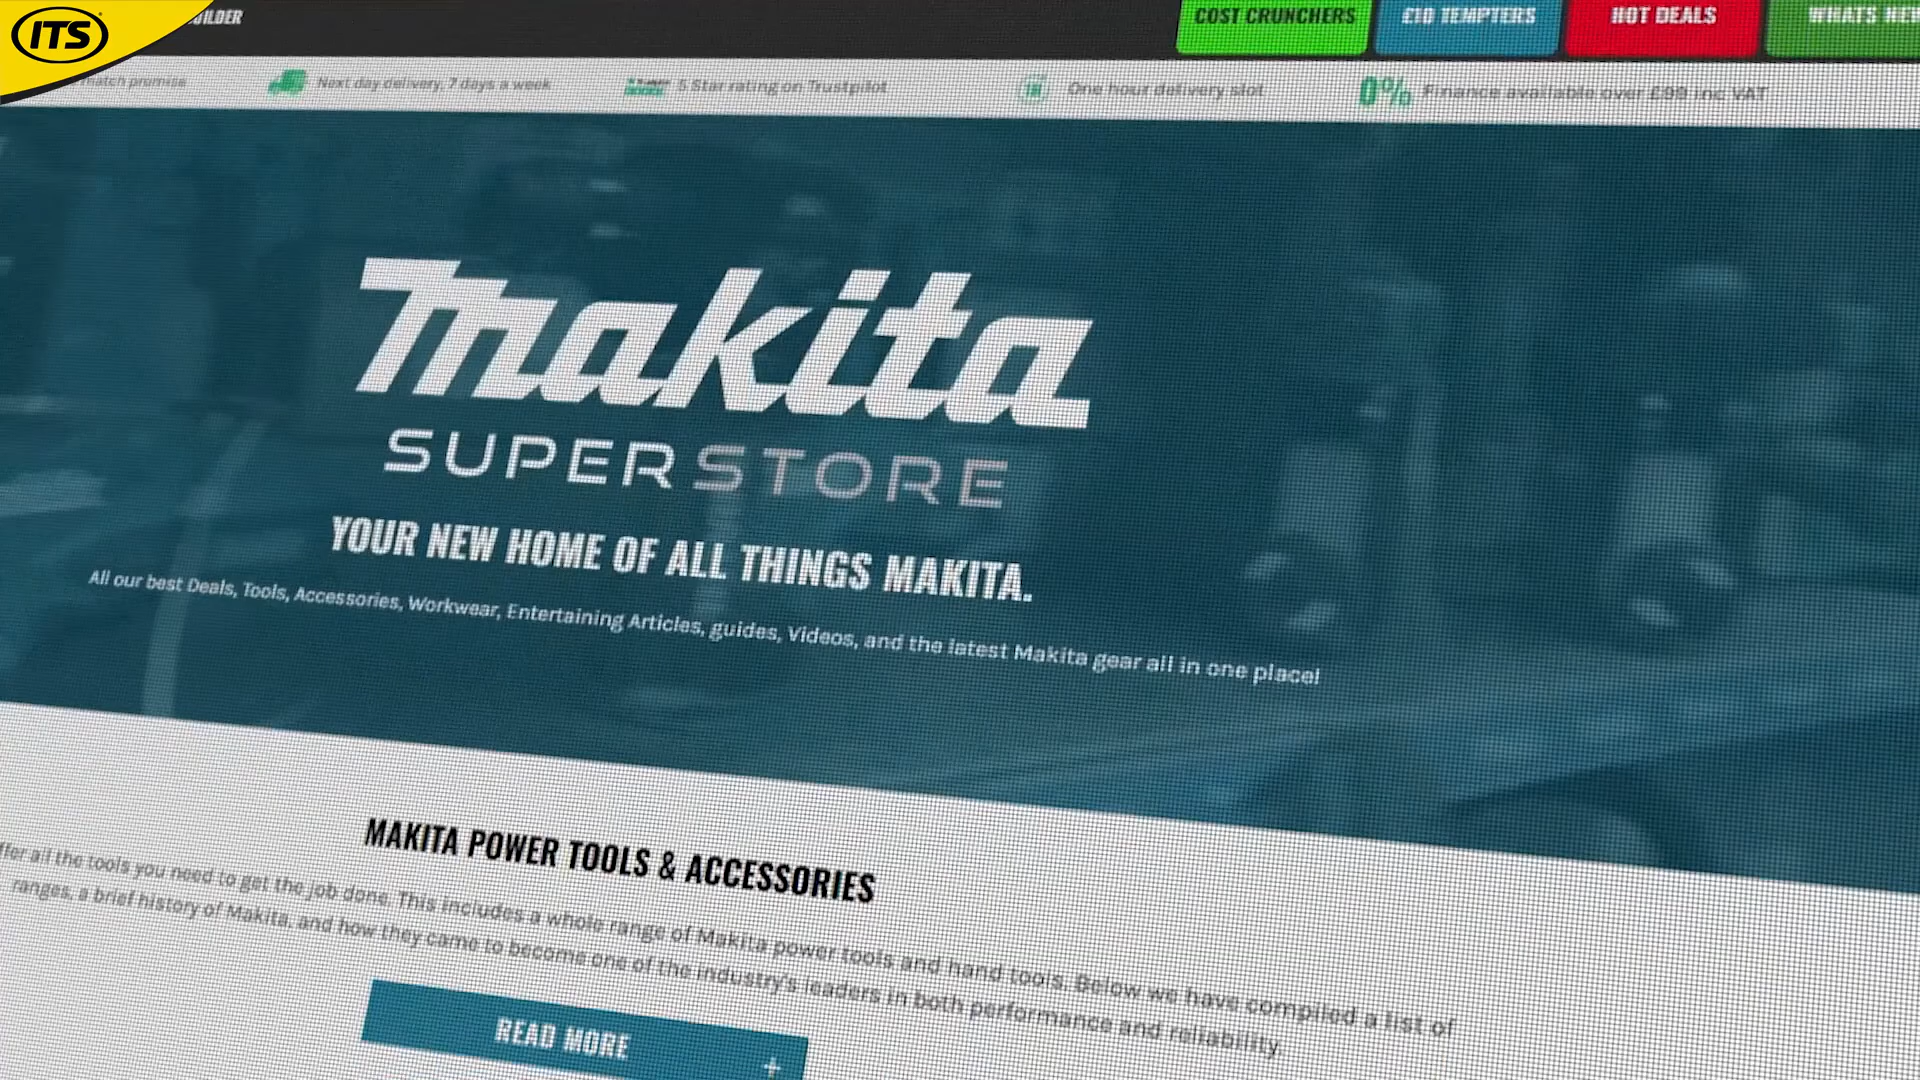 ITS
COST CRUNCHERS
£10 TEMPTERS
HOT DEALS
WHATS NEW
match promise
Next day delivery, 7 days a week
5 Star rating on Trustpilot
One hour delivery slot
0% Finance available over £99 inc VAT
makita
SUPERSTORE
YOUR NEW HOME OF ALL THINGS MAKITA.
All our best Deals, Tools, Accessories, Workwear, Entertaining Articles, guides, Videos, and the latest Makita gear all in one place!
MAKITA POWER TOOLS & ACCESSORIES
all the tools you need to get the job done. This includes a whole range of Makita power tools and hand tools. Below we have compiled a list of
ranges, a brief history of Makita, and how they came to become one of the industry's leaders in both performance and reliability.
READ MORE +